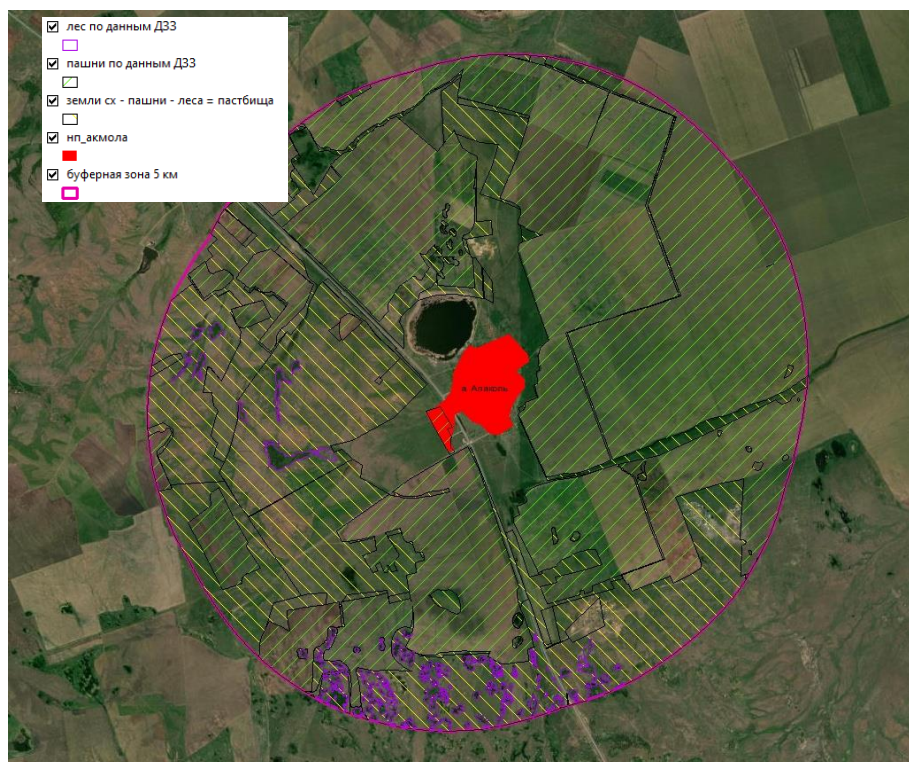 лес по данным ДЗЗ
пашни по данным ДЗЗ
земли сх - пашни - леса = пастбища
нп_акмола
буферная зона 5 км